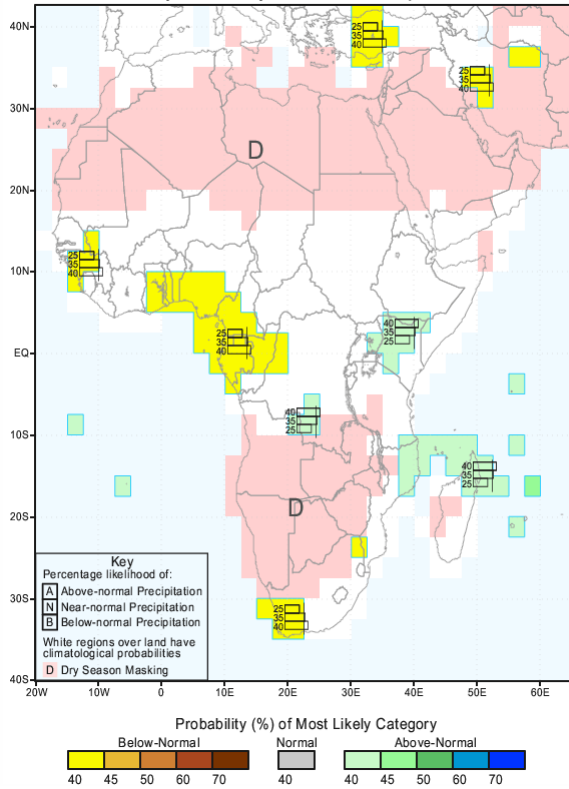 40N
30N
20N
10N
EQ
10S
20S
30S
40S
20W 10W 0 10E 20E 30E 40E 50E 60E
25
35
40
25
35
40
D
25
35
40
25
35
40
40
35
25
40
35
25
40
35
25
D
25
35
40
Key
Percentage likelihood of:
A Above-normal Precipitation
N Near-normal Precipitation
B Below-normal Precipitation
White regions over land have
climatological probabilities
D Dry Season Masking
Probability (%) of Most Likely Category
Below-Normal Normal Above-Normal
40 45 50 60 70 40 40 45 50 60 70